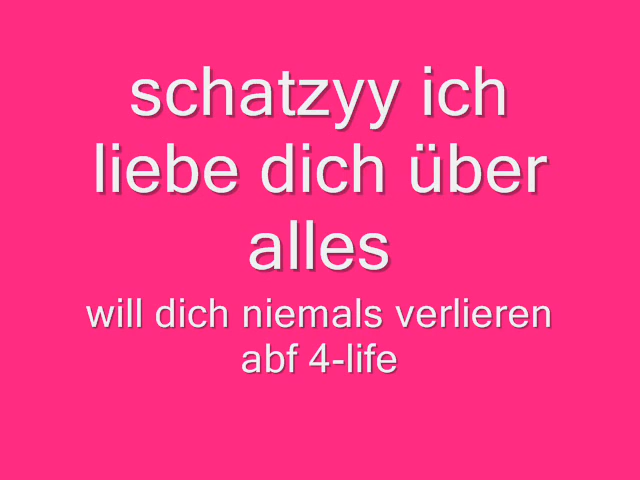 schatzyy ich
liebe dich über
alles
will dich niemals verlieren
abf 4-life